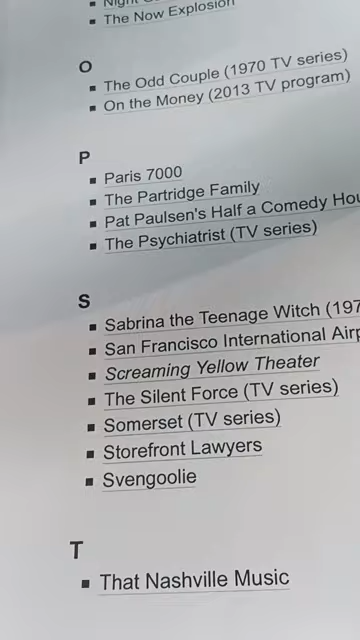 The Now Explosion
O
The Odd Couple (1970 TV series)
On the Money (2013 TV program)
P
Paris 7000
The Partridge Family
Pat Paulsen's Half a Comedy
The Psychiatrist (TV series)
S
Sabrina the Teenage Witch (197
San Francisco International
Screaming Yellow Theater
The Silent Force (TV series)
Somerset (TV series)
Storefront Lawyers
Svengoolie
T
That Nashville Music